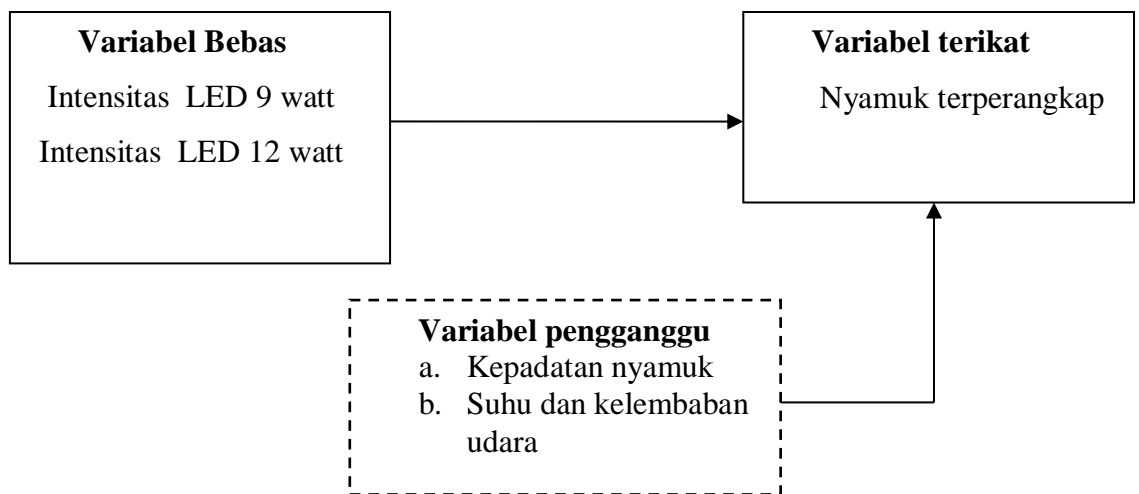 Variabel Bebas
Intensitas LED 9 watt
Intensitas LED 12 watt
Variabel terikat
Nyamuk terperangkap
Variabel pengganggu
a. Kepadatan nyamuk
b. Suhu dan kelembaban
udara